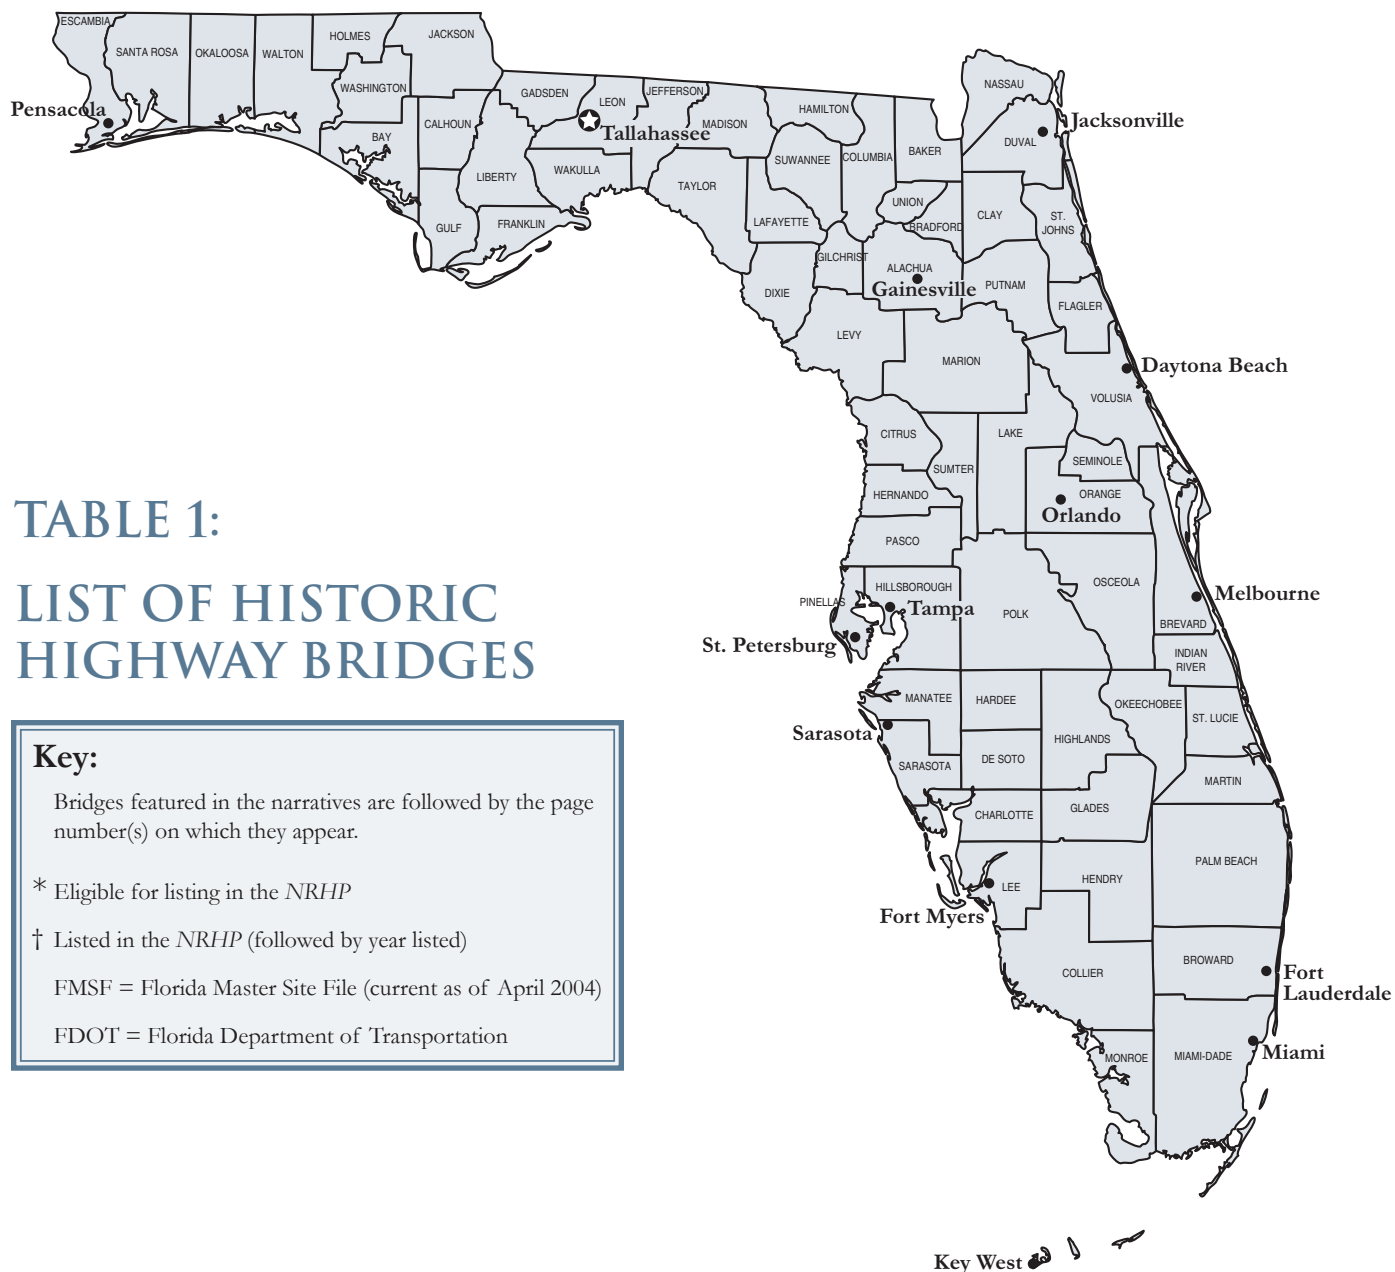 ESCAMBIA
SANTA ROSA
OKALOOSA
WALTON
HOLMES
JACKSON
WASHINGTON
Pensacola
BAY
CALHOUN
GADSDEN
LEON
JEFFERSON
Tallahassee
MADISON
HAMILTON
NASSAU
Jacksonville
DUVAL
LIBERTY
WAKULLA
TAYLOR
SUWANNEE
COLUMBIA
BAKER
GULF
FRANKLIN
LAFAYETTE
UNION
BRADFORD
CLAY
ST.
JOHNS
DIXIE
GILCHRIST
ALACHUA
Gainesville
PUTNAM
FLAGLER
LEVY
MARION
Daytona Beach
VOLUSIA
CITRUS
SUMTER
LAKE
SEMINOLE
HERNANDO
ORANGE
Orlando
PASCO
PINELLAS
HILLSBOROUGH
Tampa
POLK
OSCEOLA
Melbourne
BREVARD
St. Petersburg
INDIAN
RIVER
MANATEE
HARDEE
OKEECHOBEE
ST. LUCIE
Sarasota
SARASOTA
DE SOTO
HIGHLANDS
MARTIN
CHARLOTTE
GLADES
Fort Myers
LEE
HENDRY
PALM BEACH
COLLIER
BROWARD
Fort
Lauderdale
MONROE
MIAMI-DADE
Miami
Key West
TABLE 1:
LIST OF HISTORIC
HIGHWAY BRIDGES
Key:
Bridges featured in the narratives are followed by the page
number(s) on which they appear.
* Eligible for listing in the NRHP
† Listed in the NRHP (followed by year listed)
FMSF = Florida Master Site File (current as of April 2004)
FDOT = Florida Department of Transportation